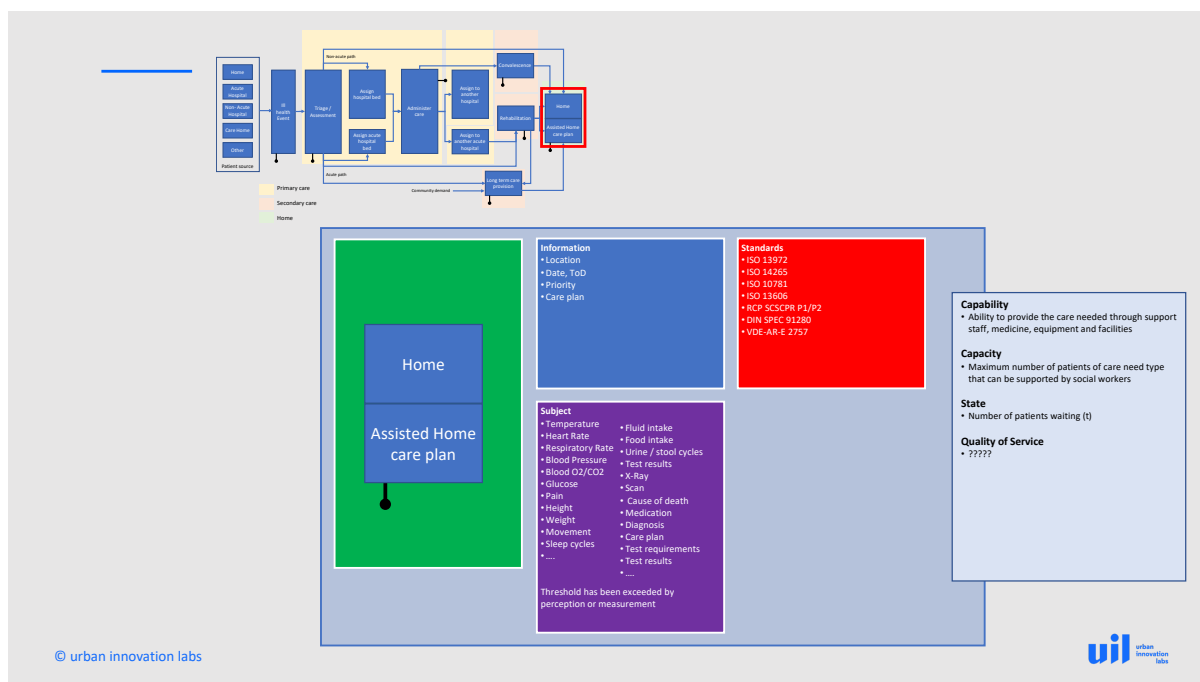 Home
Acute
Hospital
Non- Acute
Hospital
Care Home
Other
Patient source
Ill
health
Event
Non-acute path
Triage /
Assessment
Assign
hospital bed
Assign acute
hospital
bed
Acute path
Administer
care
Assign to
another
hospital
Assign to
another acute
hospital
Convalescence
Rehabilitation
Home
Assisted Home
care plan
Community demand
Long term care
provision
Primary care
Secondary care
Home
Home
Assisted Home
care plan
Information
• Location
• Date, ToD
• Priority
• Care plan
Standards
• ISO 13972
• ISO 14265
• ISO 10781
• ISO 13606
• RCP SCSCPR P1/P2
• DIN SPEC 91280
• VDE-AR-E 2757
Subject
• Temperature
• Heart Rate
• Respiratory Rate
• Blood Pressure
• Blood O2/CO2
• Glucose
• Pain
• Height
• Weight
• Movement
• Sleep cycles
• ....
• Fluid intake
• Food intake
• Urine / stool cycles
• Test results
• X-Ray
• Scan
• Cause of death
• Medication
• Diagnosis
• Care plan
• Test requirements
• Test results
• ....
Threshold has been exceeded by
perception or measurement
Capability
• Ability to provide the care needed through support
staff, medicine, equipment and facilities
Capacity
• Maximum number of patients of care need type
that can be supported by social workers
State
• Number of patients waiting (t)
Quality of Service
• ?????
© urban innovation labs
uil
urban
innovation
labs